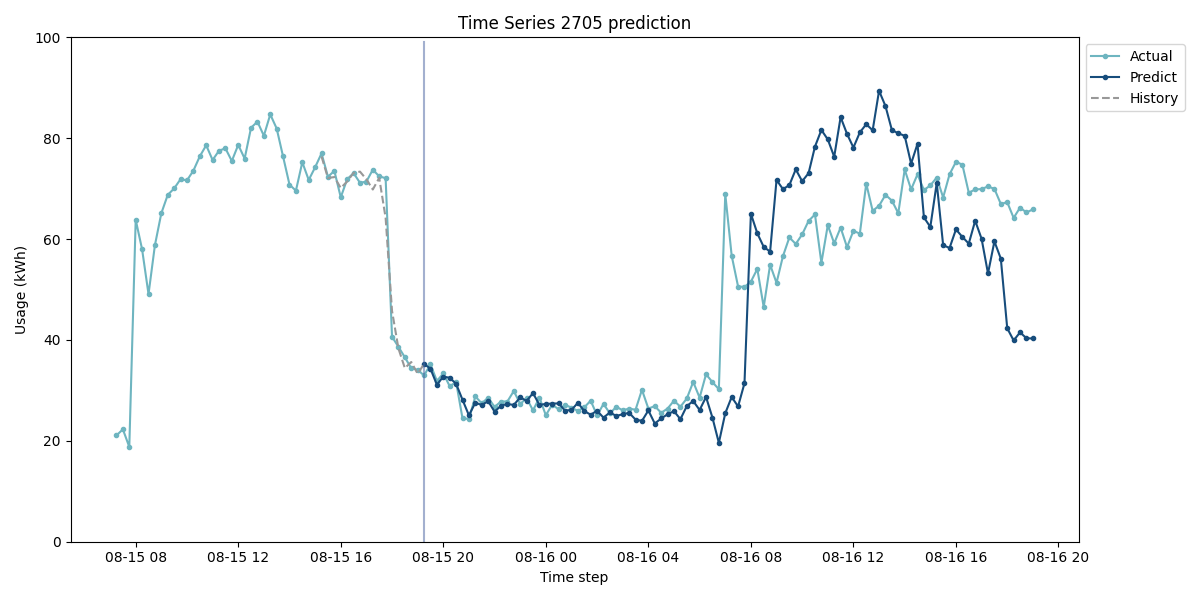 Time Series 2705 prediction
Usage (kWh)
100
80
60
40
20
0
08-15 08
08-15 12
08-15 16
08-15 20
08-16 00
08-16 04
08-16 08
08-16 12
08-16 16
08-16 20
Time step
Actual
Predict
History